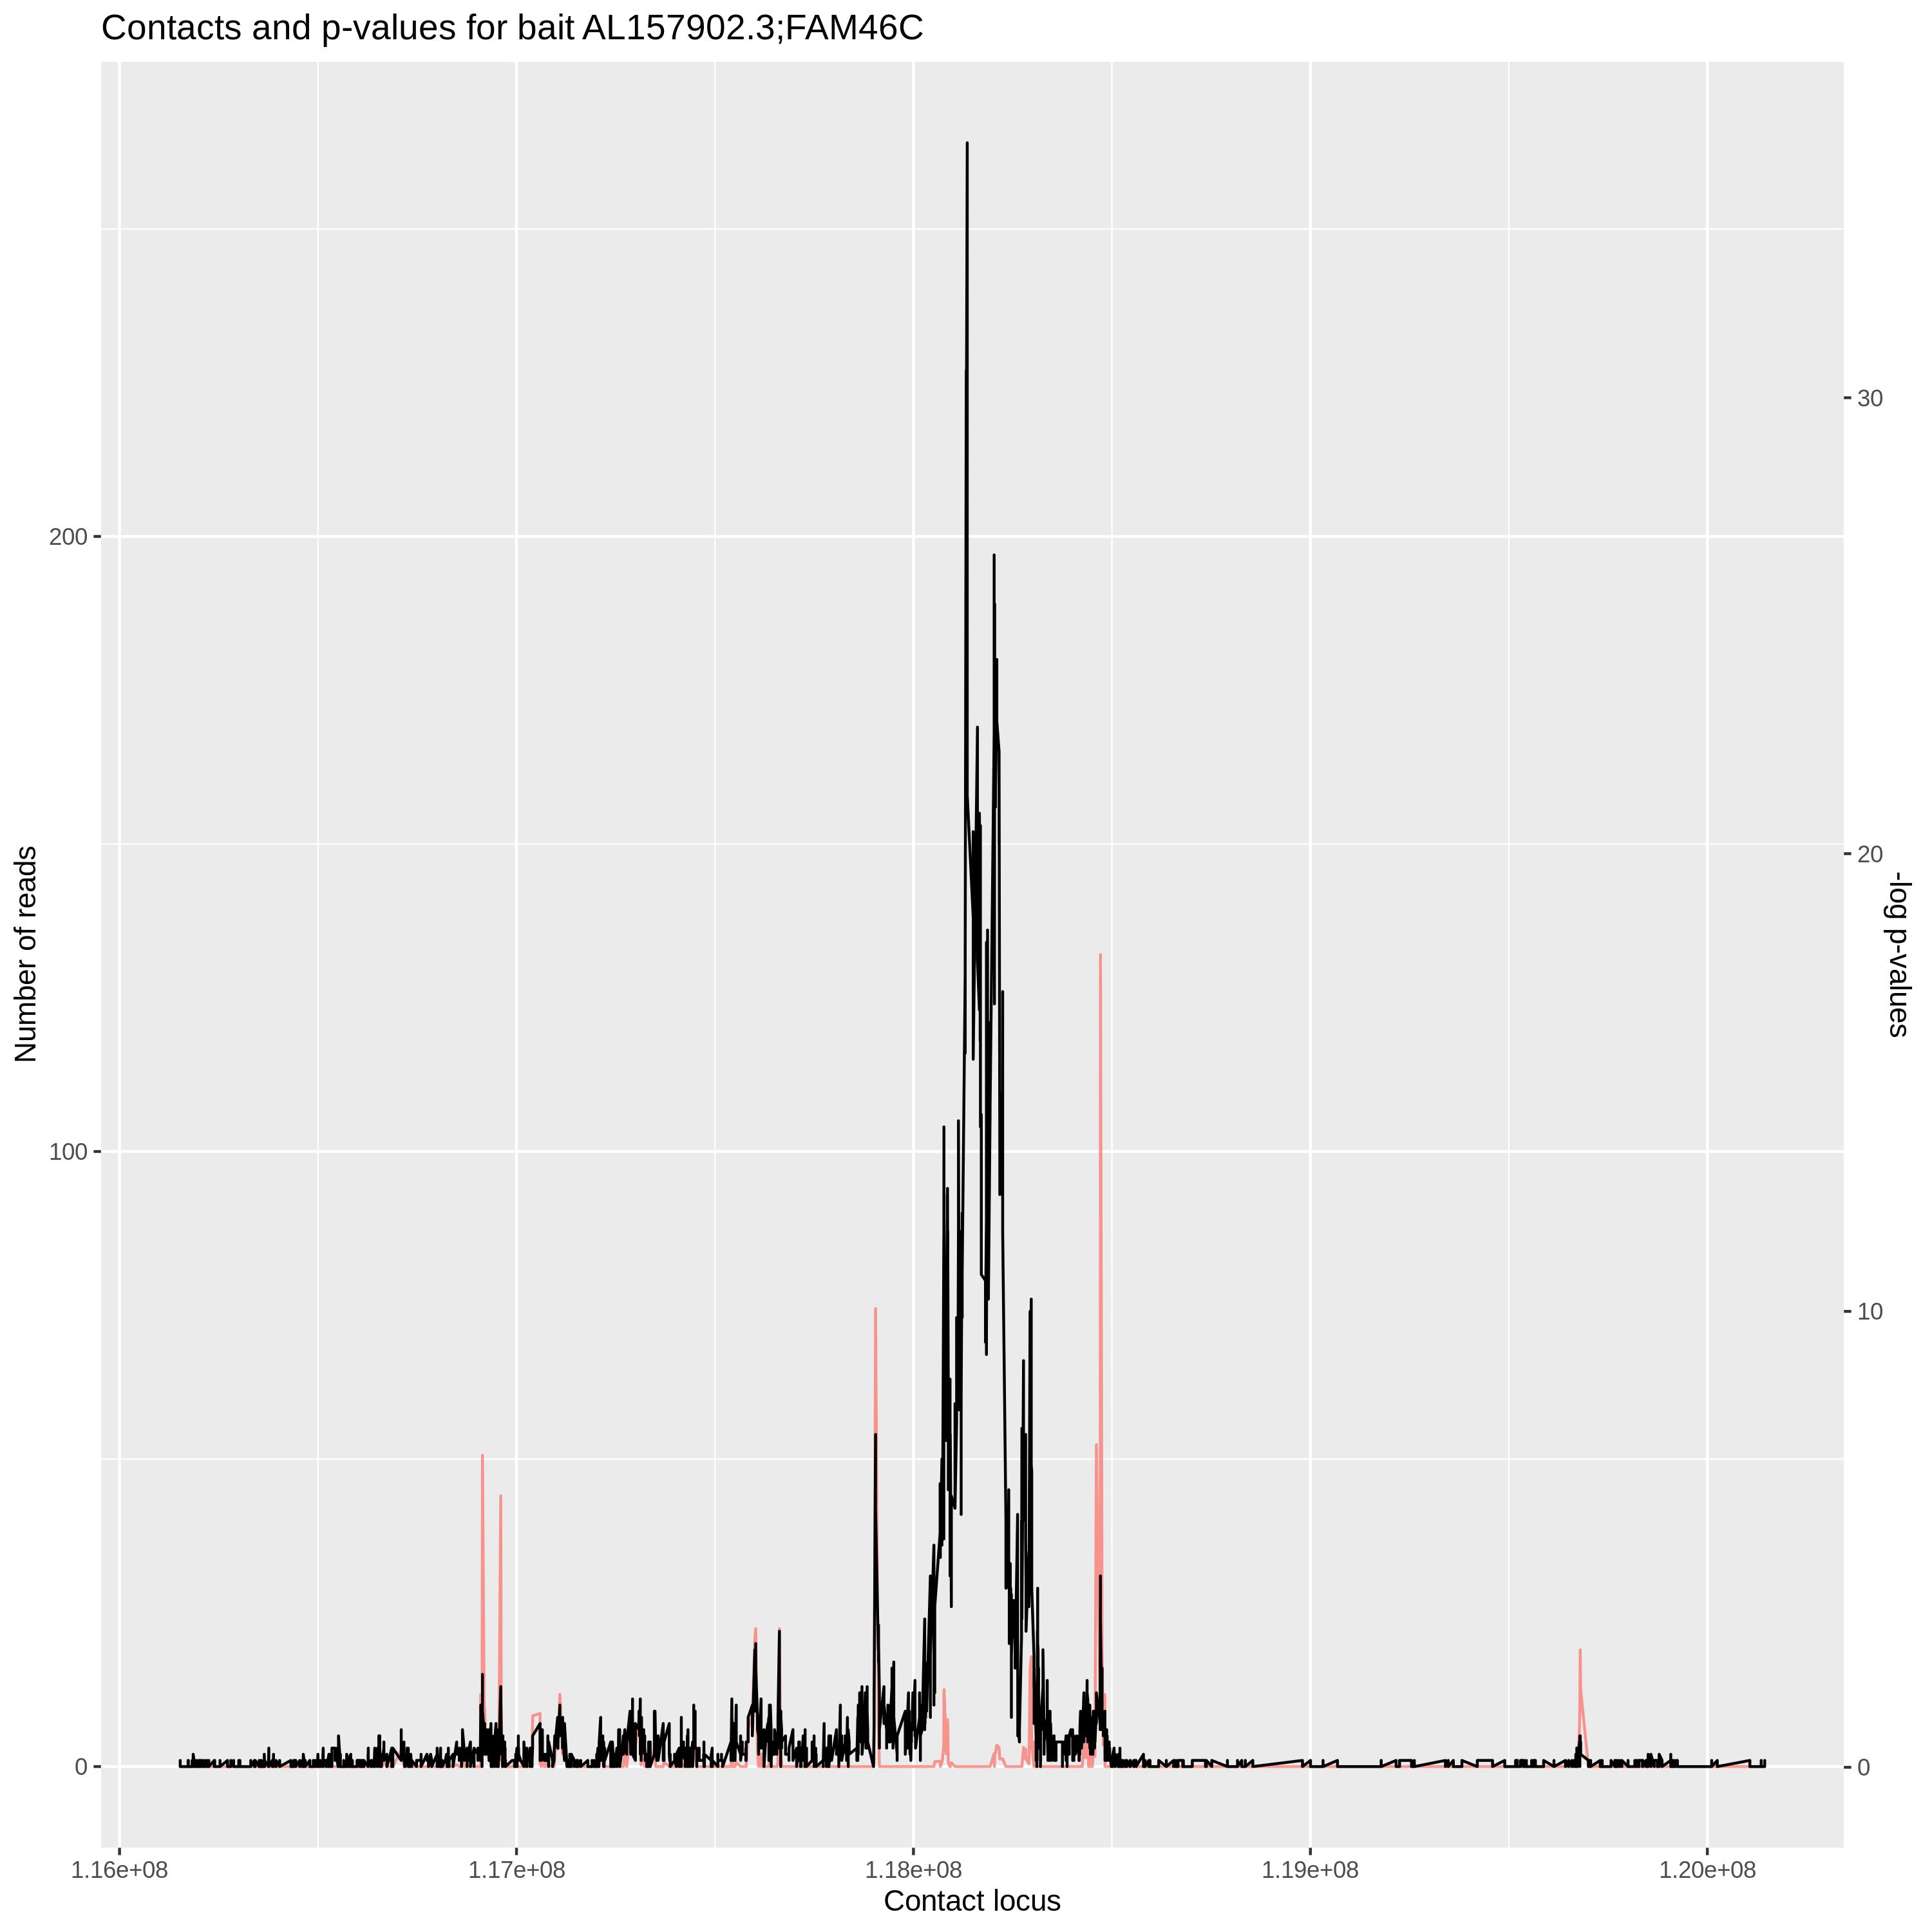 Contacts and p-values for bait AL157902.3;FAM46C
Number of reads
200
100
0
30
20
10
0
-log p-values
1.16e+08
1.17e+08
1.18e+08
1.19e+08
1.20e+08
Contact locus